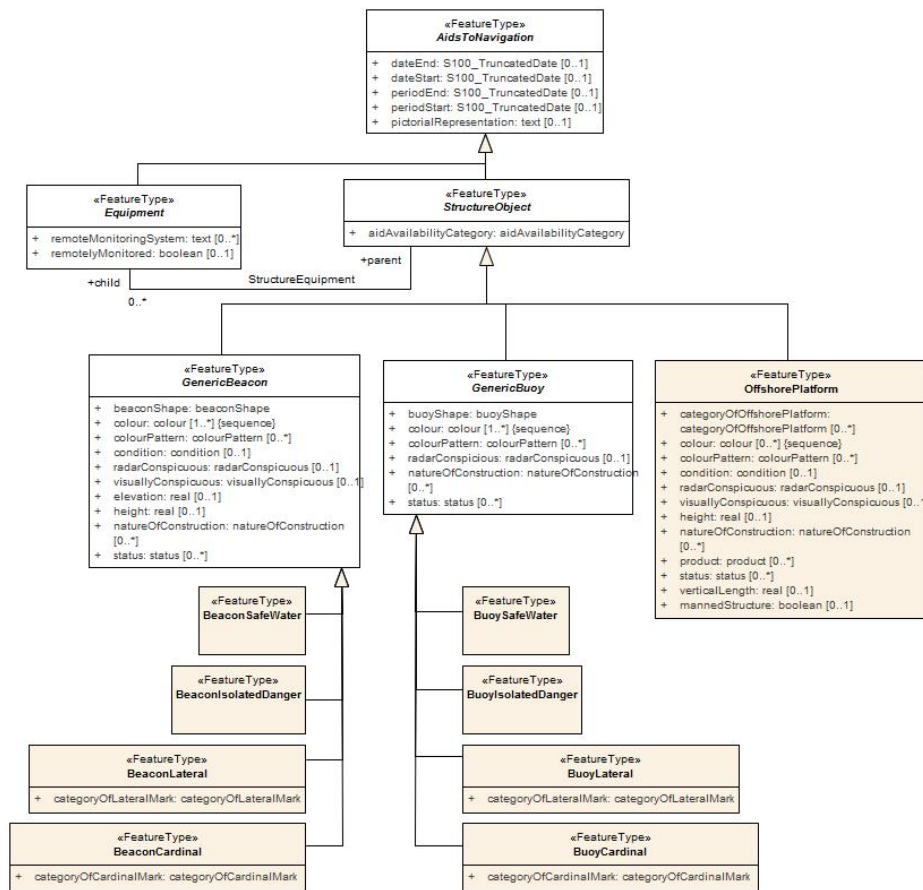 «FeatureType»
AidsToNavigation
+ dateEnd: S100_TruncatedDate [0..1]
+ dateStart: S100_TruncatedDate [0..1]
+ periodEnd: S100_TruncatedDate [0..1]
+ periodStart: S100_TruncatedDate [0..1]
+ pictorialRepresentation: text [0..1]
«FeatureType»
Equipment
+ remoteMonitoringSystem: text [0..*]
+ remotelyMonitored: boolean [0..1]
«FeatureType»
StructureObject
+ aidAvailabilityCategory: aidAvailabilityCategory
+parent
+child
StructureEquipment
0..*
«FeatureType»
GenericBeacon
+ beaconShape: beaconShape
+ colour: colour [1..*] {sequence}
+ colourPattern: colourPattern [0..*]
+ condition: condition [0..1]
+ radarConspicuous: radarConspicuous [0..1]
+ visuallyConspicuous: visuallyConspicuous [0..1]
+ elevation: real [0..1]
+ height: real [0..1]
+ natureOfConstruction: natureOfConstruction
[0..*]
+ status: status [0..*]
«FeatureType»
GenericBuoy
+ buoyShape: buoyShape
+ colour: colour [1..*] {sequence}
+ colourPattern: colourPattern [0..*]
+ radarConspicious: radarConspicuous [0..1]
+ natureOfConstruction: natureOfConstruction
[0..*]
+ status: status [0..*]
«FeatureType»
OffshorePlatform
+ categoryOfOffshorePlatform:
categoryOfOffshorePlatform [0..*]
+ colour: colour [0..*] {sequence}
+ colourPattern: colourPattern [0..*]
+ condition: condition [0..1]
+ radarConspicuous: radarConspicuous [0..1]
+ visuallyConspicuous: visuallyConspicuous [0..1]
+ height: real [0..1]
+ natureOfConstruction: natureOfConstruction
[0..*]
+ product: product [0..*]
+ status: status [0..*]
+ verticalLength: real [0..1]
+ mannedStructure: boolean [0..1]
«FeatureType»
BeaconSafeWater
«FeatureType»
BuoySafeWater
«FeatureType»
BeaconIsolatedDanger
«FeatureType»
BuoyIsolatedDanger
«FeatureType»
BeaconLateral
+ categoryOfLateralMark: categoryOfLateralMark
«FeatureType»
BuoyLateral
+ categoryOfLateralMark: categoryOfLateralMark
«FeatureType»
BeaconCardinal
+ categoryOfCardinalMark: categoryOfCardinalMark
«FeatureType»
BuoyCardinal
+ categoryOfCardinalMark: categoryOfCardinalMark